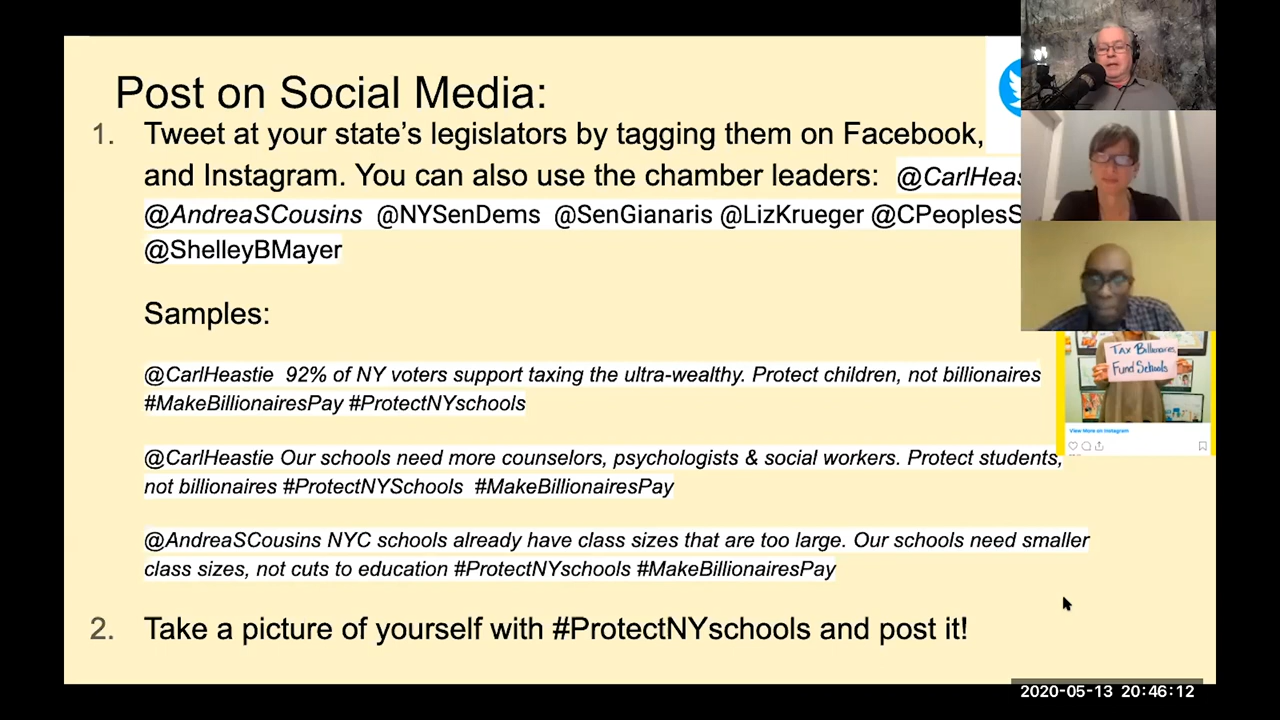 Post on Social Media:
1. Tweet at your state's legislators by tagging them on Facebook,
and Instagram. You can also use the chamber leaders: 
@AndreaSCousins @NYSenDems @SenGianaris @LizKrueger
@ShelleyBMayer
Samples:
@CarlHeastie 92% of NY voters support taxing the ultra-wealthy. Protect children, not billionaires
#MakeBillionairesPay #ProtectNYschools
@CarlHeastie Our schools need more counselors, psychologists & social workers. Protect students,
not billionaires #ProtectNYSchools #MakeBillionairesPay
@AndreaSCousins NYC schools already have class sizes that are too large. Our schools need smaller
class sizes, not cuts to education #ProtectNYschools #MakeBillionairesPay
2. Take a picture of yourself with #ProtectNYschools and post it!
Tax Billionaires
Fund Schools
View More on Instagram
2020-05-13 20:46:12